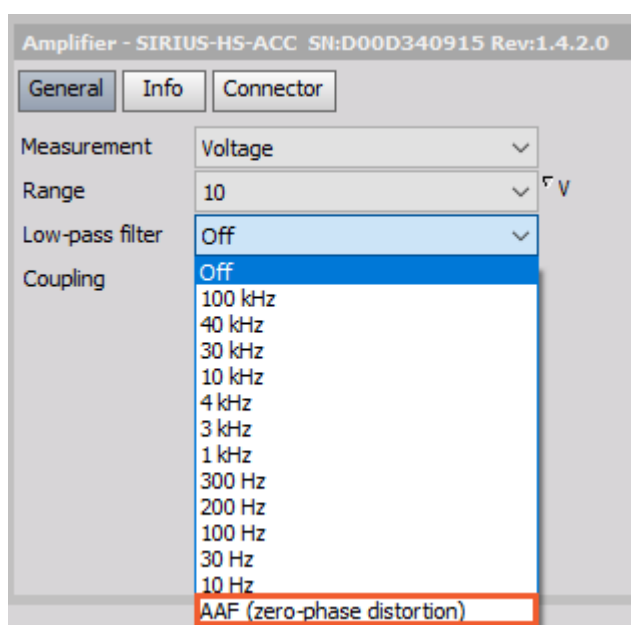 Amplifier - SIRIUS-HS-ACC SN:D00D340915 Rev:1.4.2.0
General Info Connector
Measurement Voltage
Range 10 V
Low-pass filter Off
Coupling Off
100 kHz
40 kHz
30 kHz
10 kHz
4 kHz
3 kHz
1 kHz
300 Hz
200 Hz
100 Hz
30 Hz
10 Hz
AAF (zero-phase distortion)